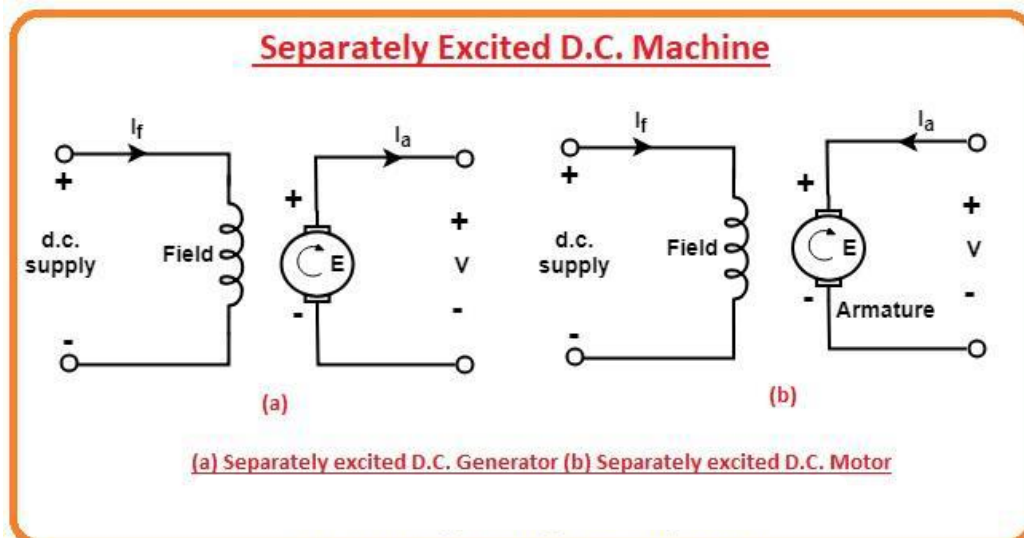 Separately Excited D.C. Machine
If
Ia
+
+
+
d.c.
supply
Field
E
V
-
-
-
(a)
If
Ia
+
+
+
d.c.
supply
Field
E
V
-
-
-
Armature
(b)
(a) Separately excited D.C. Generator (b) Separately excited D.C. Motor